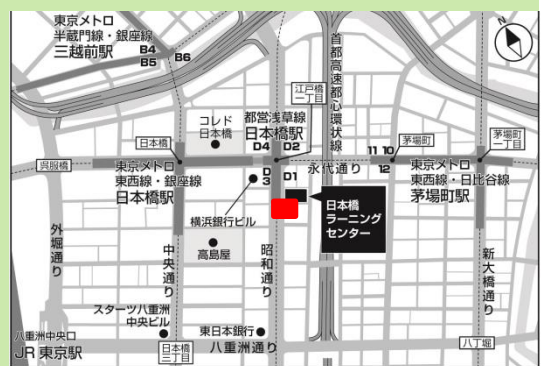 東京メトロ
半蔵門線・銀座線
三越前駅
B4
B5
B6
N
首都高速都心環状線
江戸橋
一丁目
コレド
日本橋
都営浅草線
日本橋駅
D4 D2
日本橋
呉服橋
東京メトロ
東西線・銀座線
日本橋駅
D
3
D1
永代通り
11 10
12
茅場町
茅場町
一丁目
東京メトロ
東西線・日比谷線
茅場町駅
横浜銀行ビル
日本橋
ラーニング
センター
外堀通り
中央通り
高島屋
昭和通り
新大橋通り
スターツ八重洲
中央ビル
東日本銀行
八重洲中央口
JR 東京駅
日本橋
三丁目
八重洲通り
八丁堀